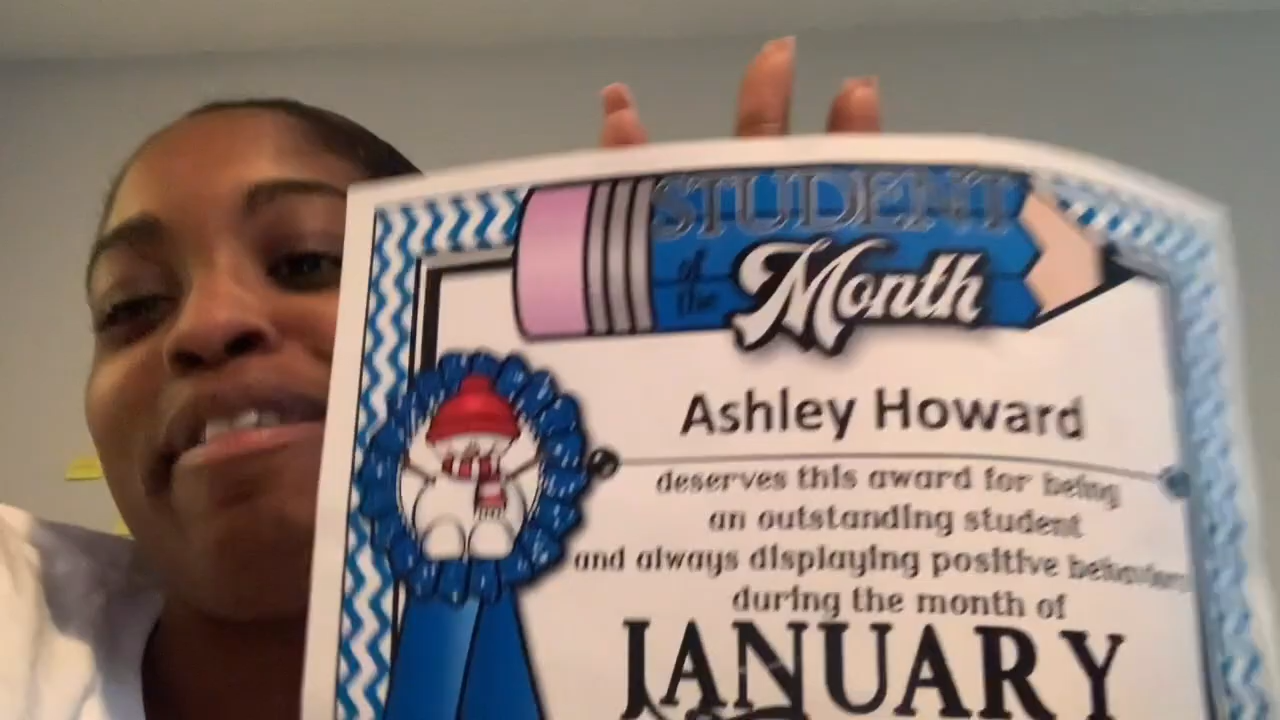 STUDENT
of the
Month
Ashley Howard
deserves this award for being
an outstanding student
and always displaying positive behaviors
during the month of
JANUARY